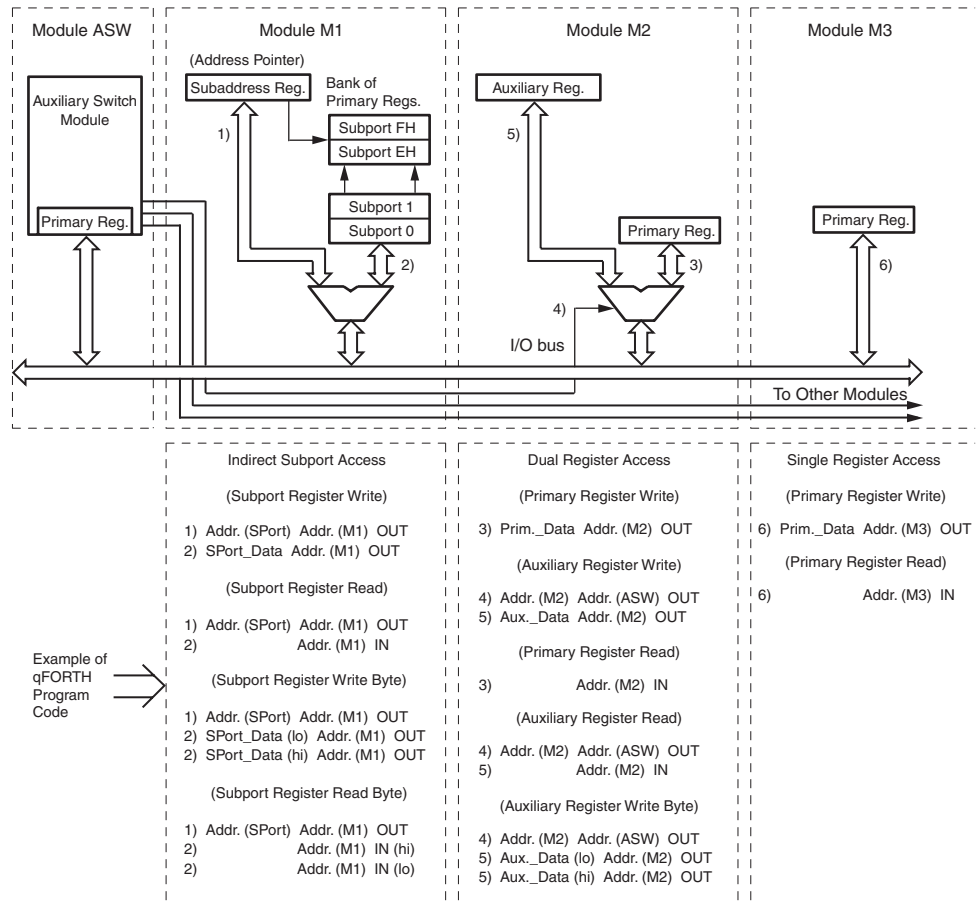 Module ASW
Module M1
Module M2
Module M3
Auxiliary Switch
Module
Primary Reg.
(Address Pointer)
Subaddress Reg.
Bank of
Primary Regs.
Subport FH
Subport EH
Subport 1
Subport 0
1)
2)
Auxiliary Reg.
5)
Primary Reg.
3)
4)
I/O bus
Primary Reg.
6)
To Other Modules
Example of
qFORTH
Program
Code
Indirect Subport Access
(Subport Register Write)
1) Addr. (SPort) Addr. (M1) OUT
2) SPort_Data Addr. (M1) OUT
(Subport Register Read)
1) Addr. (SPort) Addr. (M1) OUT
2) Addr. (M1) IN
(Subport Register Write Byte)
1) Addr. (SPort) Addr. (M1) OUT
2) SPort_Data (lo) Addr. (M1) OUT
2) SPort_Data (hi) Addr. (M1) OUT
(Subport Register Read Byte)
1) Addr. (SPort) Addr. (M1) OUT
2) Addr. (M1) IN (hi)
2) Addr. (M1) IN (lo)
Dual Register Access
(Primary Register Write)
3) Prim._Data Addr. (M2) OUT
(Auxiliary Register Write)
4) Addr. (M2) Addr. (ASW) OUT
5) Aux._Data Addr. (M2) OUT
(Primary Register Read)
3) Addr. (M2) IN
(Auxiliary Register Read)
4) Addr. (M2) Addr. (ASW) OUT
5) Addr. (M2) IN
(Auxiliary Register Write Byte)
4) Addr. (M2) Addr. (ASW) OUT
5) Aux._Data (lo) Addr. (M2) OUT
5) Aux._Data (hi) Addr. (M2) OUT
Single Register Access
(Primary Register Write)
6) Prim._Data Addr. (M3) OUT
(Primary Register Read)
6) Addr. (M3) IN